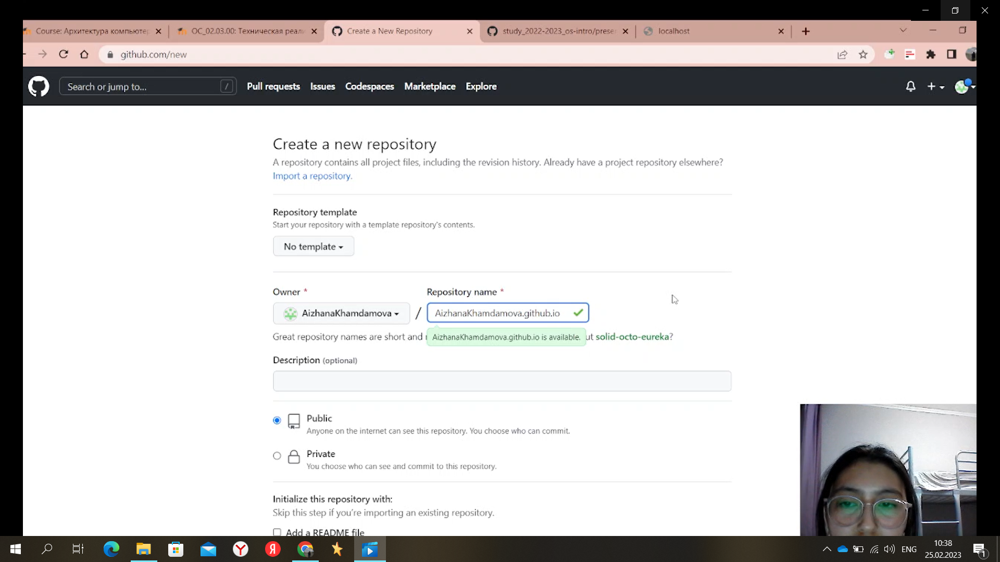 Course: Архитектура компьютер
ОС_02.03.00: Техническая реали
Create a New Repository
study_2022-2023_os-intro/prese
localhost
github.com/new
Search or jump to...
/
Pull requests
Issues
Codespaces
Marketplace
Explore
Create a new repository
A repository contains all project files, including the revision history. Already have a project repository elsewhere?
Import a repository.
Repository template
Start your repository with a template repository's contents.
No template
Owner *
Repository name *
AizhanaKhamdamova
/
AizhanaKhamdamova.github.io
Great repository names are short and
AizhanaKhamdamova.github.io is available.
ut solid-octo-eureka?
Description (optional)
Public
Anyone on the internet can see this repository. You choose who can commit.
Private
You choose who can see and commit to this repository.
Initialize this repository with:
Skip this step if you're importing an existing repository.
Add a README file
ENG
10:38
25.02.2023
1